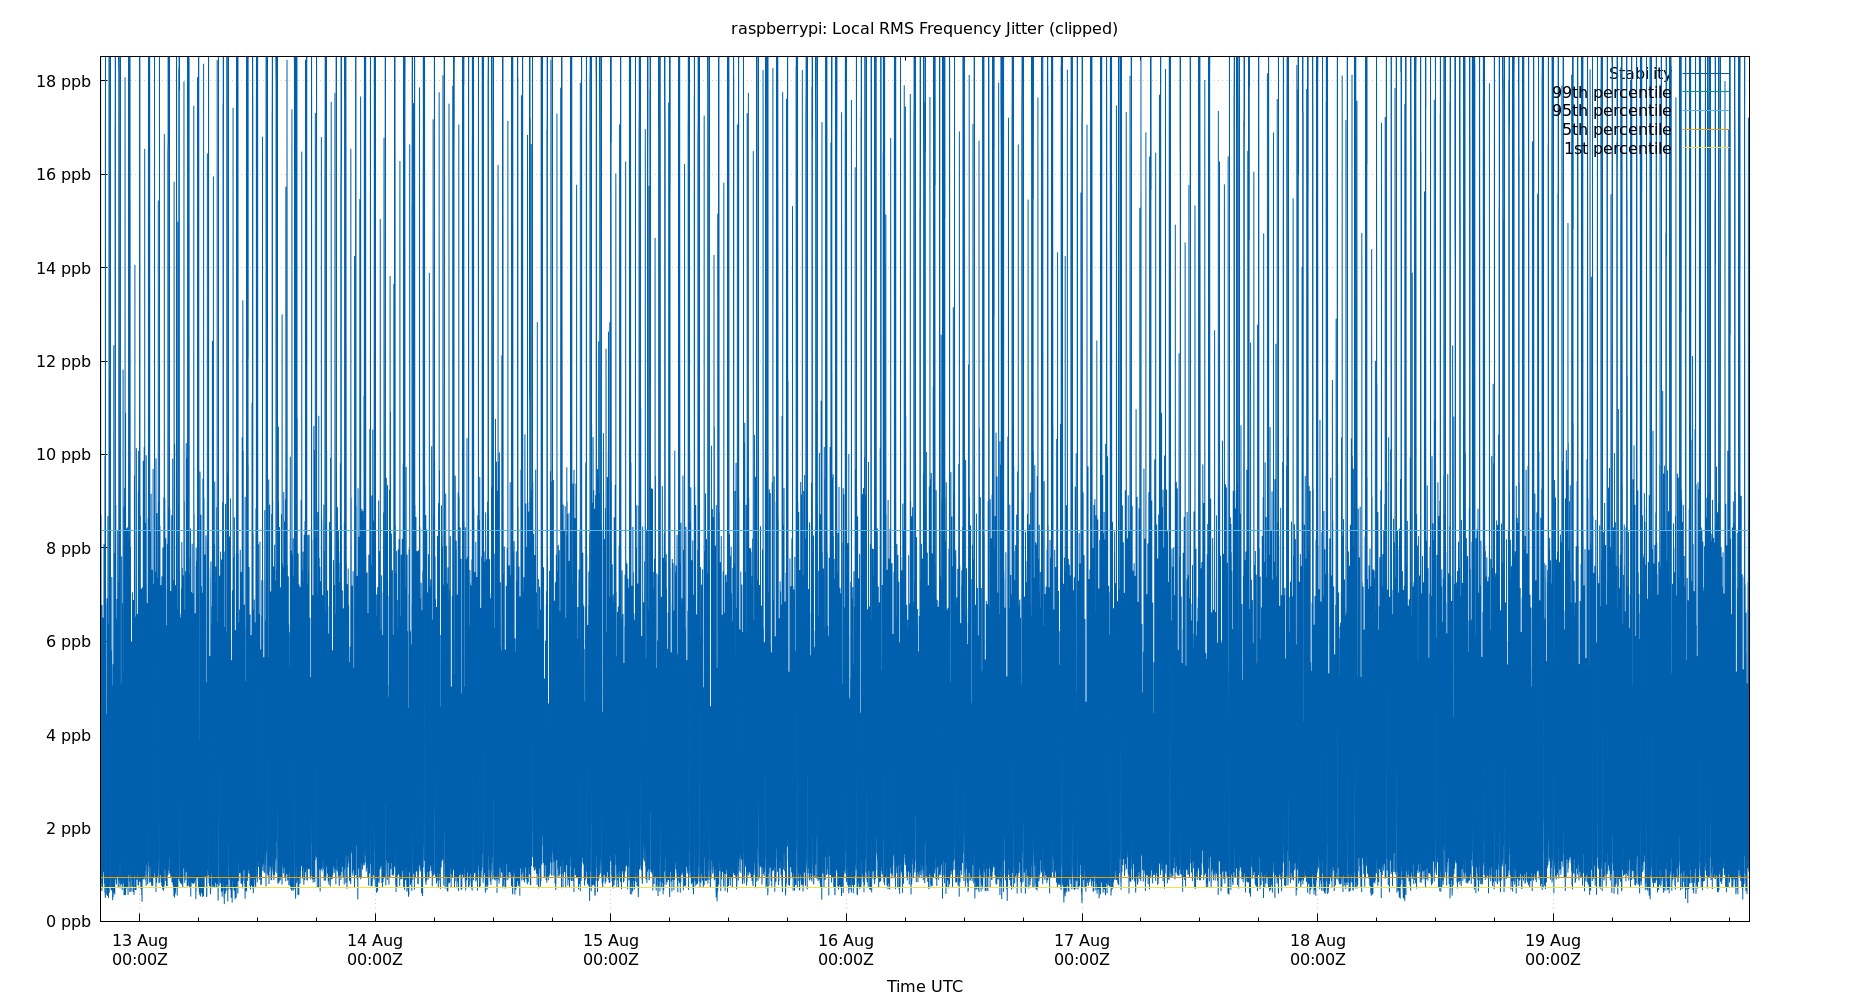 raspberrypi: Local RMS Frequency Jitter (clipped)
18 ppb
16 ppb
14 ppb
12 ppb
10 ppb
8 ppb
6 ppb
4 ppb
2 ppb
0 ppb
Stability
99th percentile
95th percentile
5th percentile
1st percentile
13 Aug 14 Aug 15 Aug 16 Aug 17 Aug 18 Aug 19 Aug
00:00Z 00:00Z 00:00Z 00:00Z 00:00Z 00:00Z 00:00Z
Time UTC